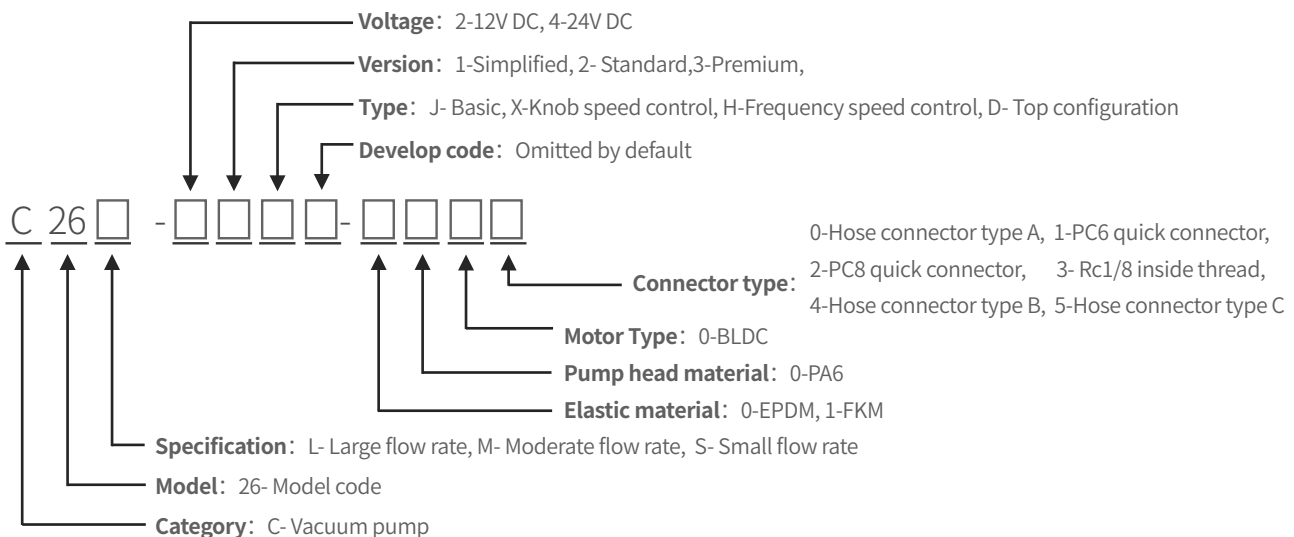 Voltage：2-12V DC, 4-24V DC
Version：1-Simplified, 2- Standard,3-Premium,
Type：J- Basic, X-Knob speed control, H-Frequency speed control, D- Top configuration
Develop code：Omitted by default
C 26 □ - □ □ □ □ - □ □ □ □
0-Hose connector type A, 1-PC6 quick connector,
Connector type：2-PC8 quick connector, 3- Rc1/8 inside thread,
4-Hose connector type B, 5-Hose connector type C
Motor Type：0-BLDC
Pump head material：0-PA6
Elastic material：0-EPDM, 1-FKM
Specification：L- Large flow rate, M- Moderate flow rate, S- Small flow rate
Model：26- Model code
Category：C- Vacuum pump